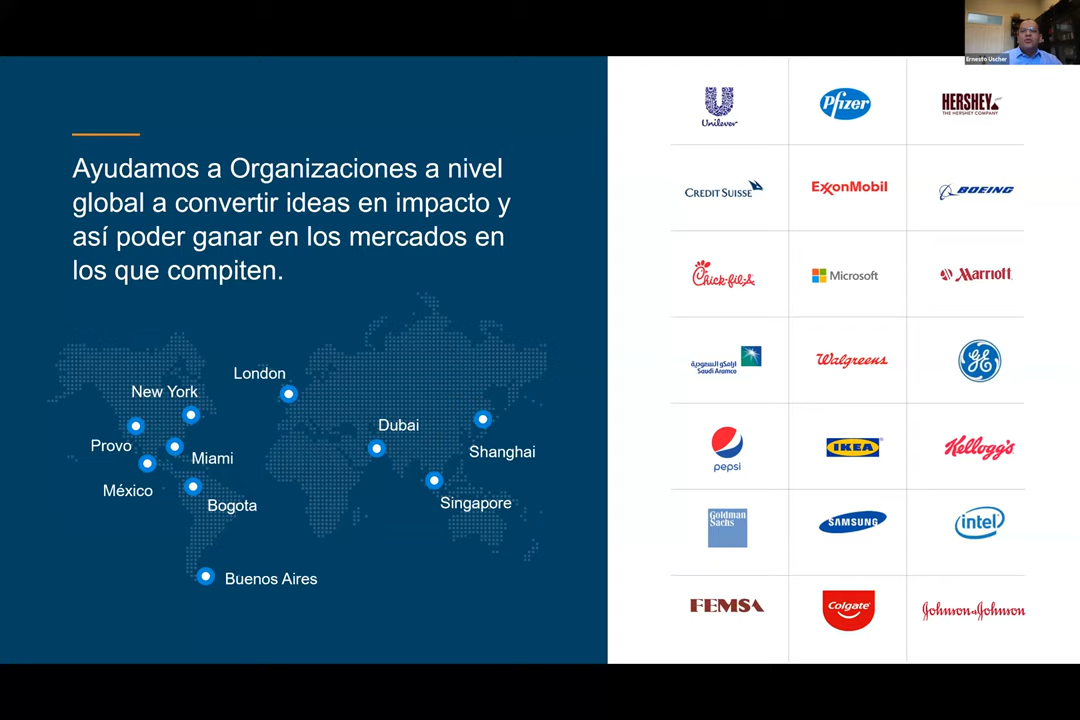 Ernesto Uscher
Ayudamos a Organizaciones a nivel
global a convertir ideas en impacto y
así poder ganar en los mercados en
los que compiten.
London
New York
Dubai
Provo
Miami
Shanghai
México
Bogota
Singapore
Buenos Aires
Unilever
Pfizer
HERSHEY
THE HERSHEY COMPANY
CREDIT SUISSE
ExxonMobil
BOEING
Chick-fil-A
Microsoft
Marriott
أرامكو السعودية
Saudi Aramco
Walgreens
GE
pepsi
IKEA
Kellogg's
Goldman
Sachs
SAMSUNG
intel
FEMSA
Colgate
Johnson & Johnson